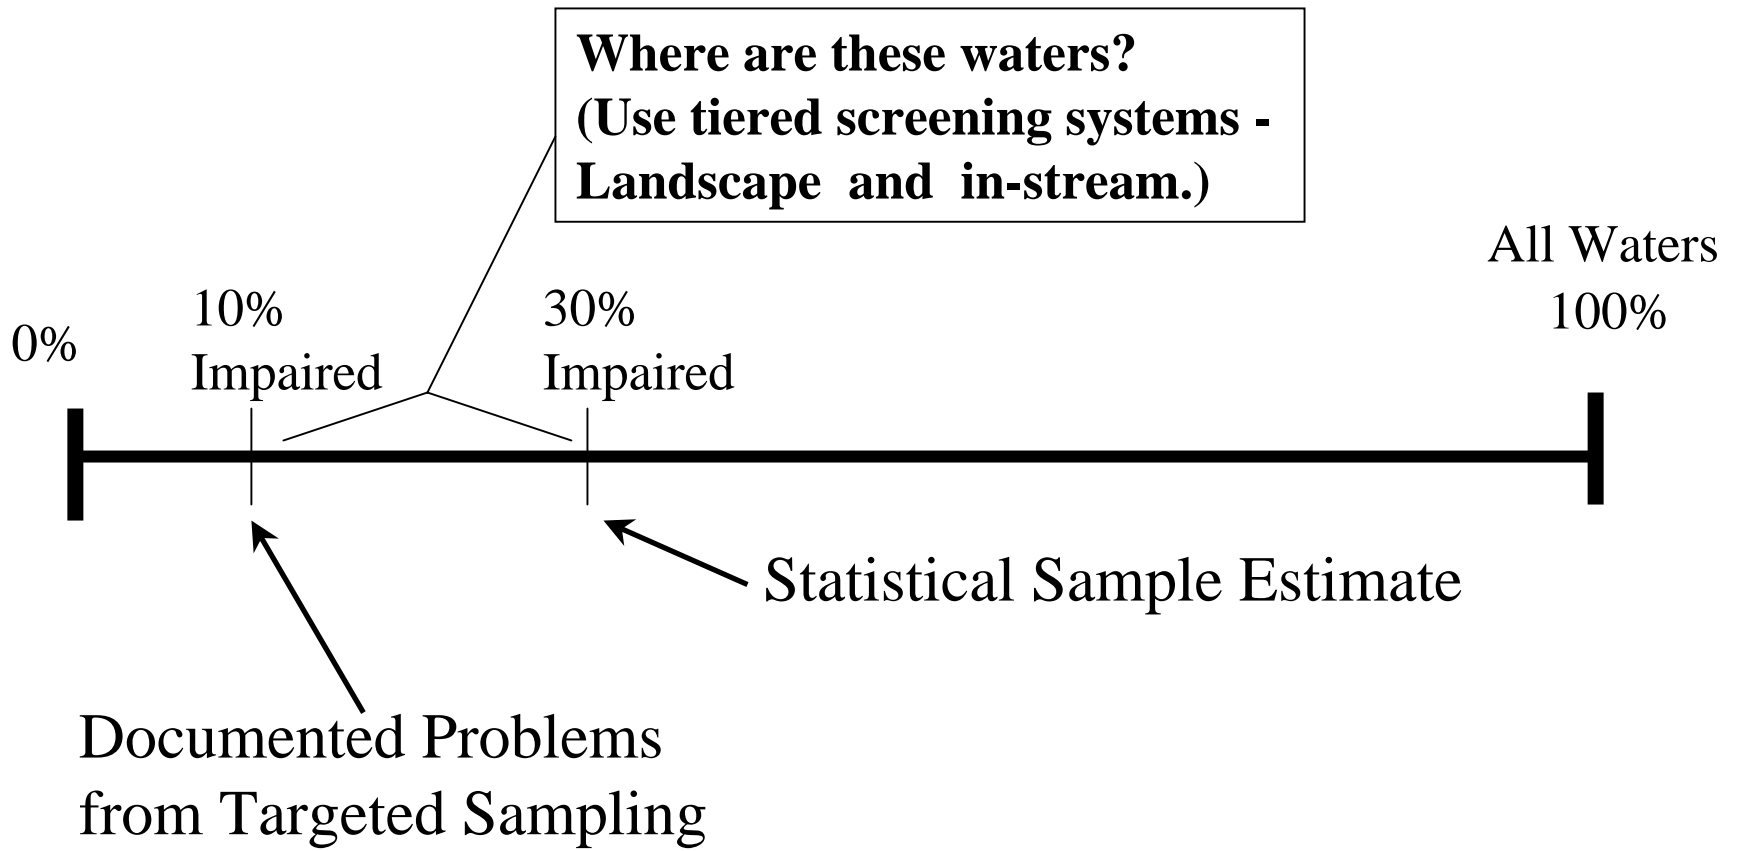 Where are these waters?
(Use tiered screening systems -
Landscape and in-stream.)
All Waters
100%
0%
10%
Impaired
30%
Impaired
Statistical Sample Estimate
Documented Problems
from Targeted Sampling